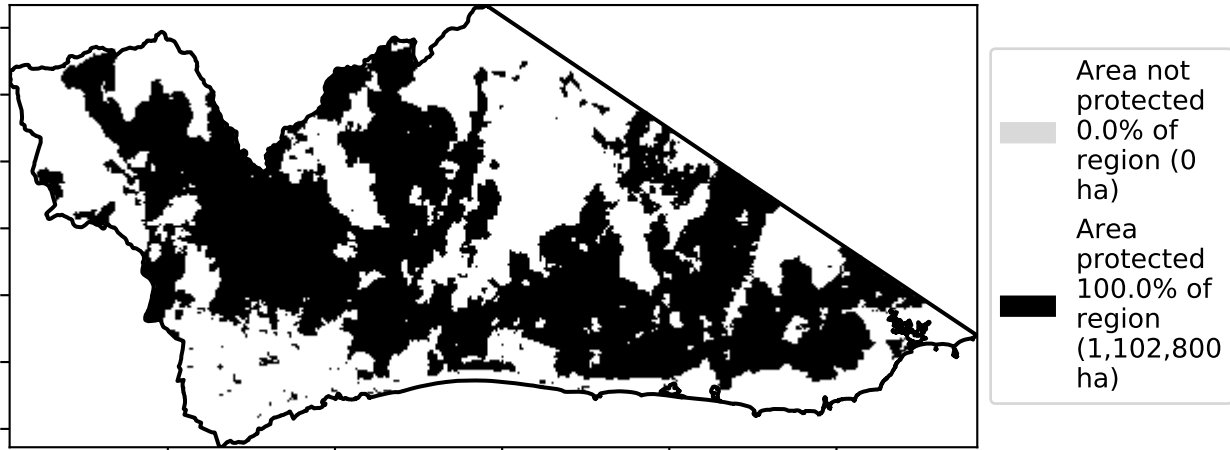 Area not
protected
0.0% of
region (0
ha)
Area
protected
100.0% of
region
(1,102,800
ha)